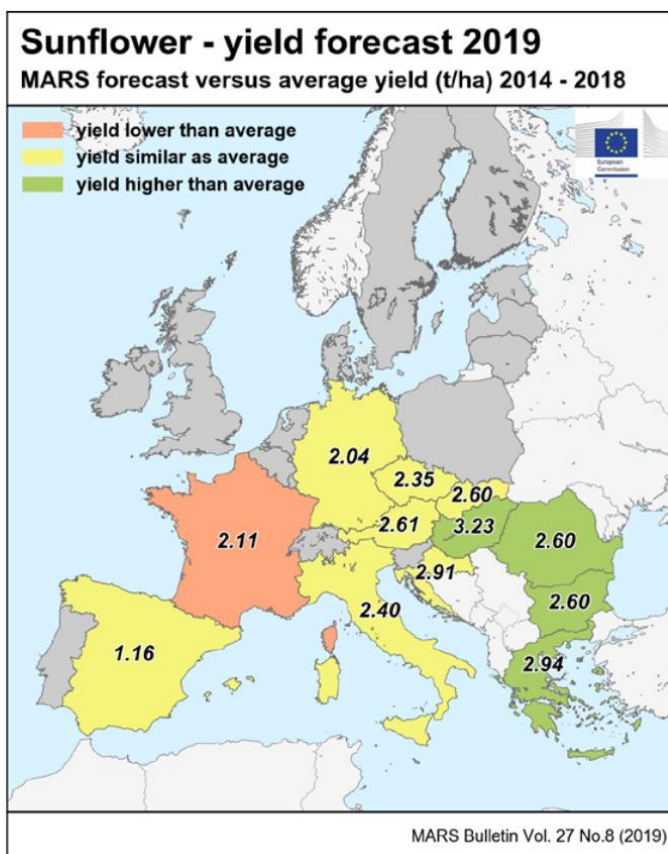 Sunflower - yield forecast 2019
MARS forecast versus average yield (t/ha) 2014 - 2018
yield lower than average
yield similar as average
yield higher than average
European
Commission
2.04
2.35
2.60
2.61
3.23
2.11
2.60
2.91
2.40
2.60
1.16
2.94
MARS Bulletin Vol. 27 No.8 (2019)